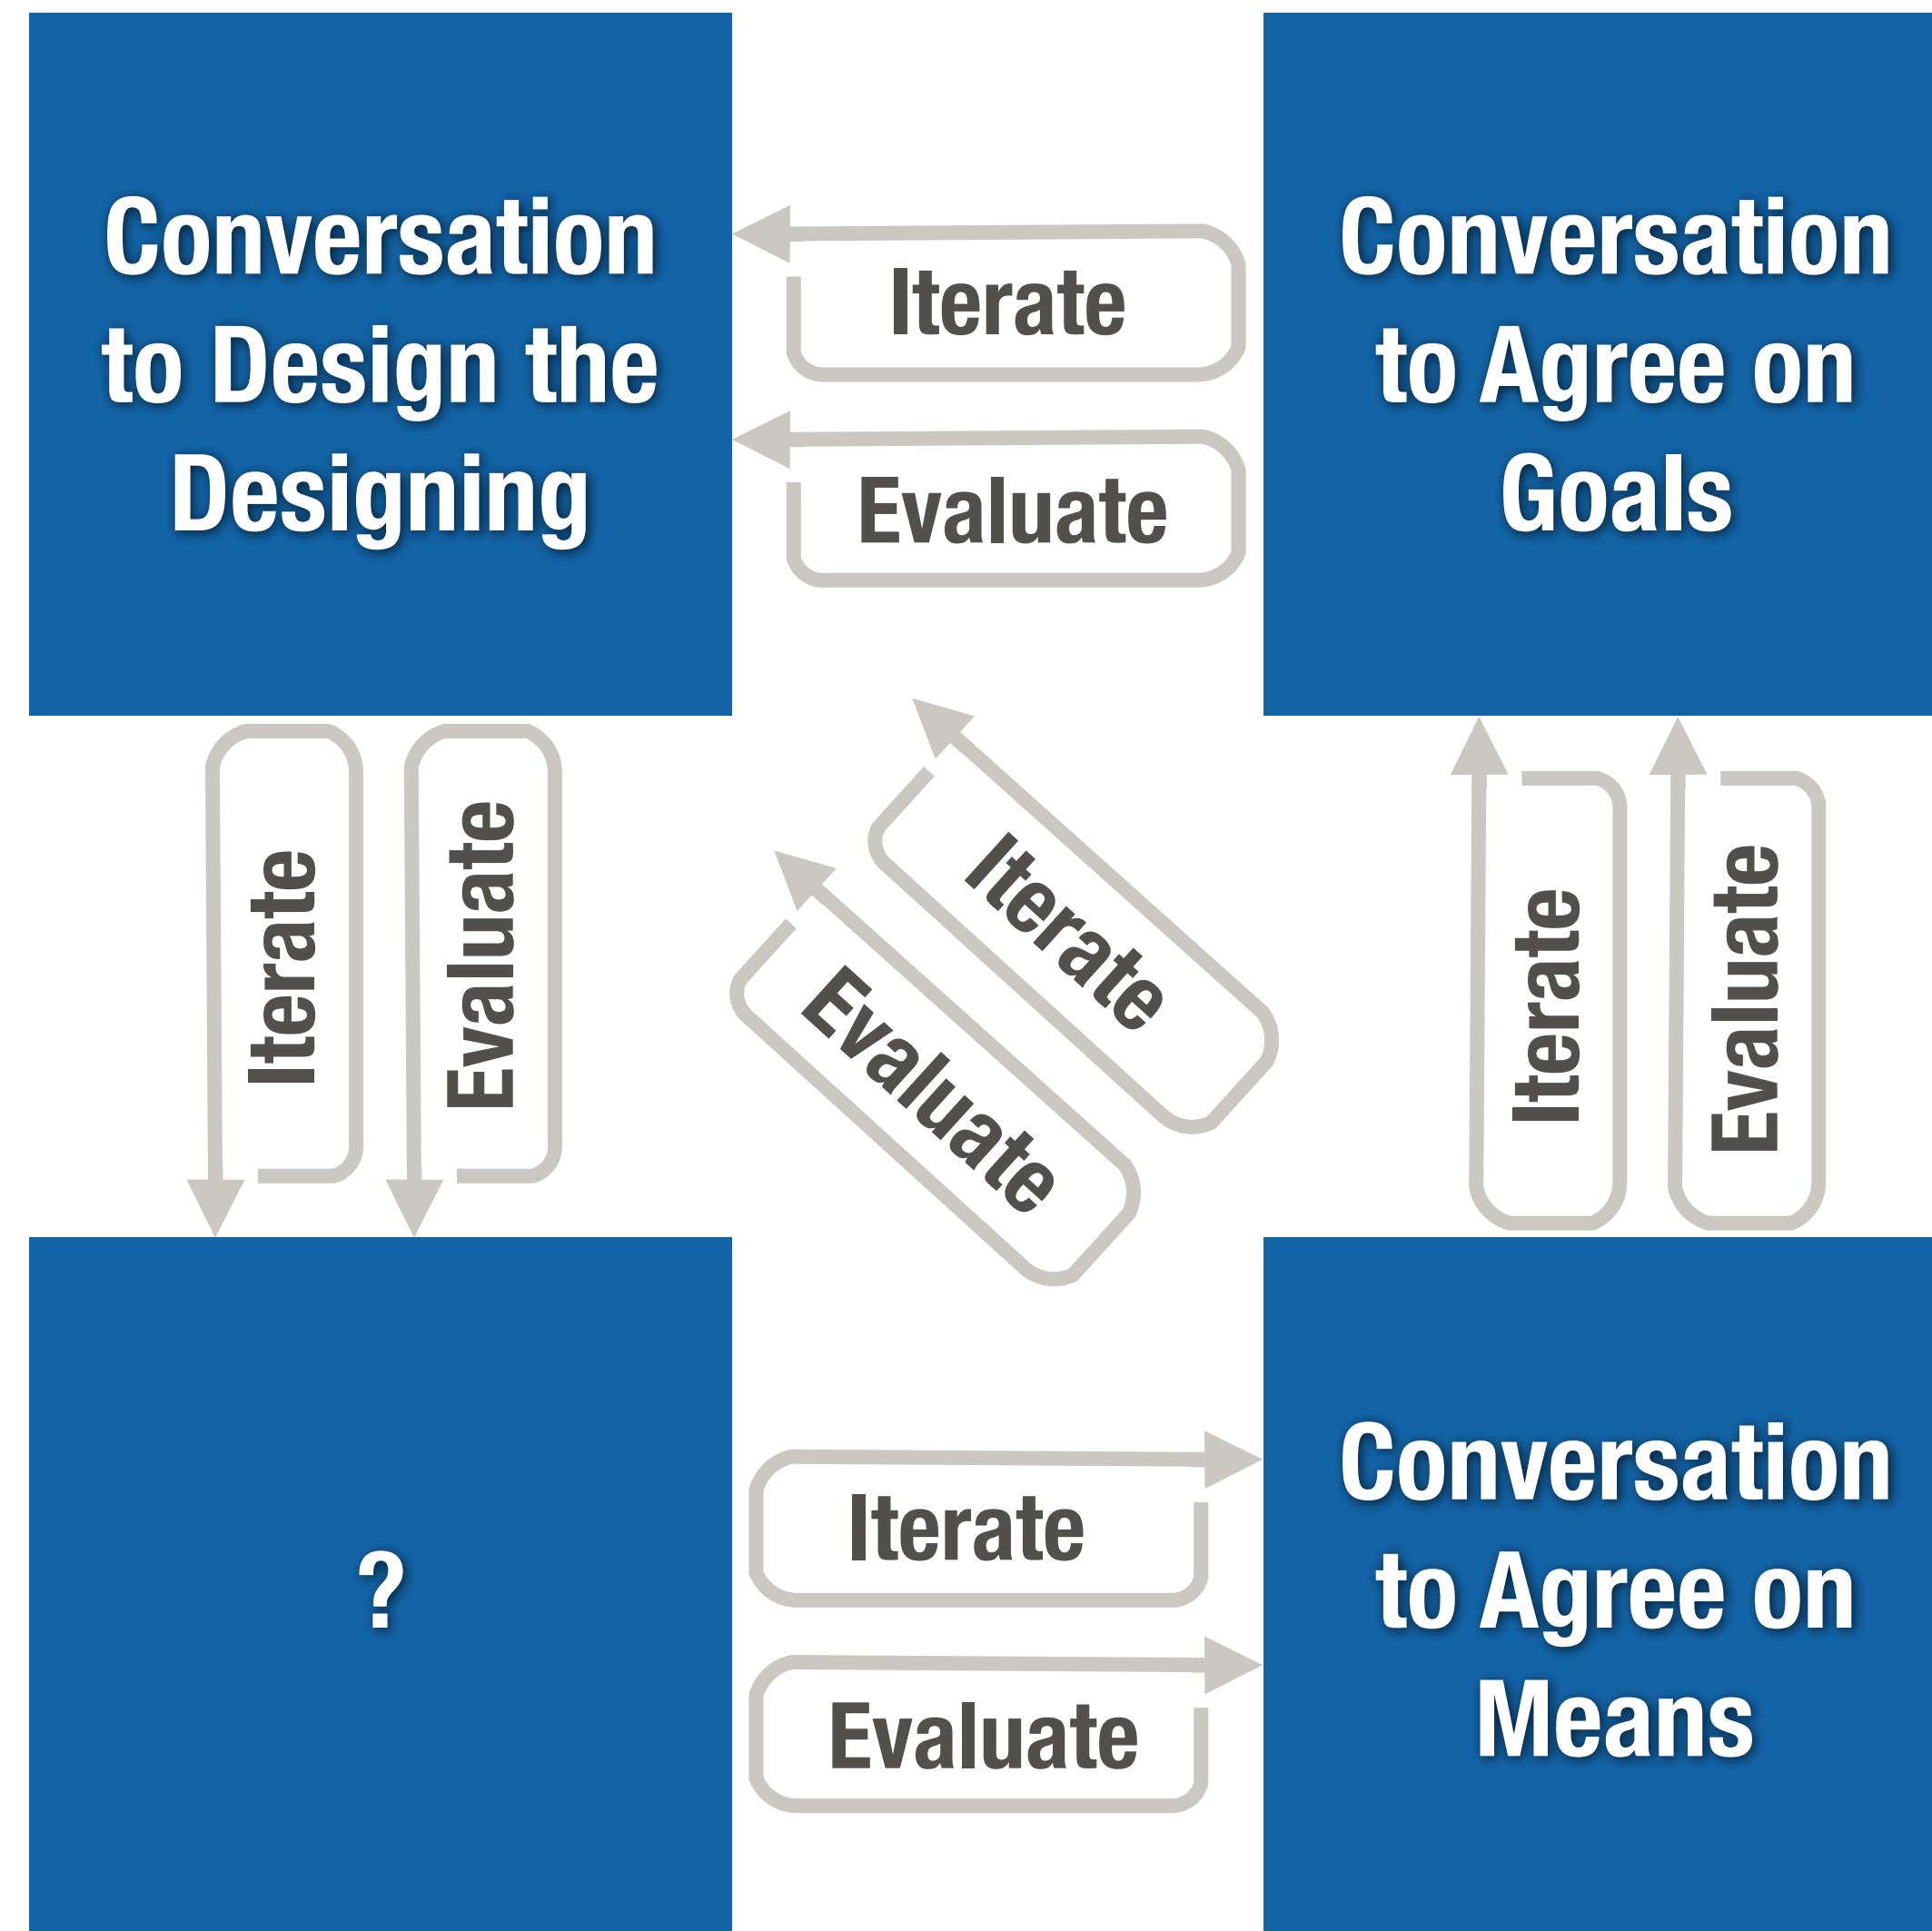 Conversation
to Design the
Designing
Iterate
Evaluate
Conversation
to Agree on
Goals
Iterate
Evaluate
Iterate
Evaluate
Iterate
Evaluate
?
Iterate
Evaluate
Conversation
to Agree on
Means